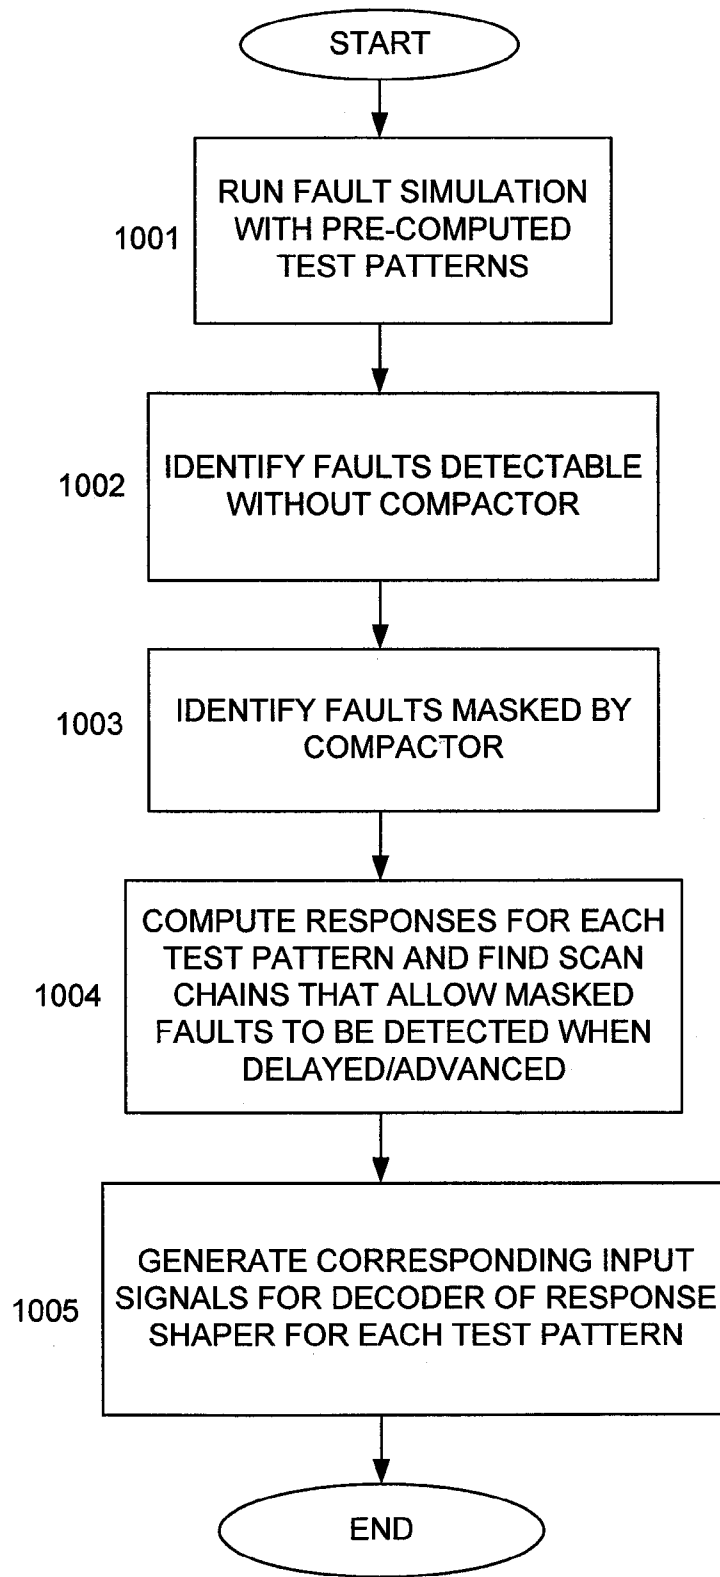 START
1001
RUN FAULT SIMULATION
WITH PRE-COMPUTED
TEST PATTERNS
1002
IDENTIFY FAULTS DETECTABLE
WITHOUT COMPACTOR
1003
IDENTIFY FAULTS MASKED BY
COMPACTOR
1004
COMPUTE RESPONSES FOR EACH
TEST PATTERN AND FIND SCAN
CHAINS THAT ALLOW MASKED
FAULTS TO BE DETECTED WHEN
DELAYED/ADVANCED
1005
GENERATE CORRESPONDING INPUT
SIGNALS FOR DECODER OF RESPONSE
SHAPER FOR EACH TEST PATTERN
END